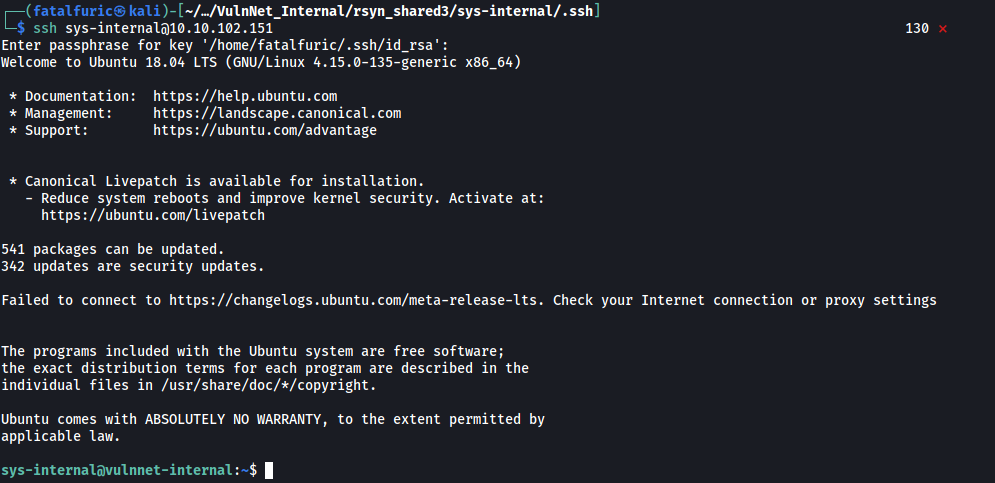 ┌──(fatalfuric㉿kali)-[~/…/VulnNet_Internal/rsyn_shared3/sys-internal/.ssh]
└─$ ssh sys-internal@10.10.102.151 130 ⨯
Enter passphrase for key '/home/fatalfuric/.ssh/id_rsa':
Welcome to Ubuntu 18.04 LTS (GNU/Linux 4.15.0-135-generic x86_64)
* Documentation:  https://help.ubuntu.com
* Management:     https://landscape.canonical.com
* Support:        https://ubuntu.com/advantage
* Canonical Livepatch is available for installation.
- Reduce system reboots and improve kernel security. Activate at:
https://ubuntu.com/livepatch
541 packages can be updated.
342 updates are security updates.
Failed to connect to https://changelogs.ubuntu.com/meta-release-lts. Check your Internet connection or proxy settings
The programs included with the Ubuntu system are free software;
the exact distribution terms for each program are described in the
individual files in /usr/share/doc/*/copyright.
Ubuntu comes with ABSOLUTELY NO WARRANTY, to the extent permitted by
applicable law.
sys-internal@vulnnet-internal:~$